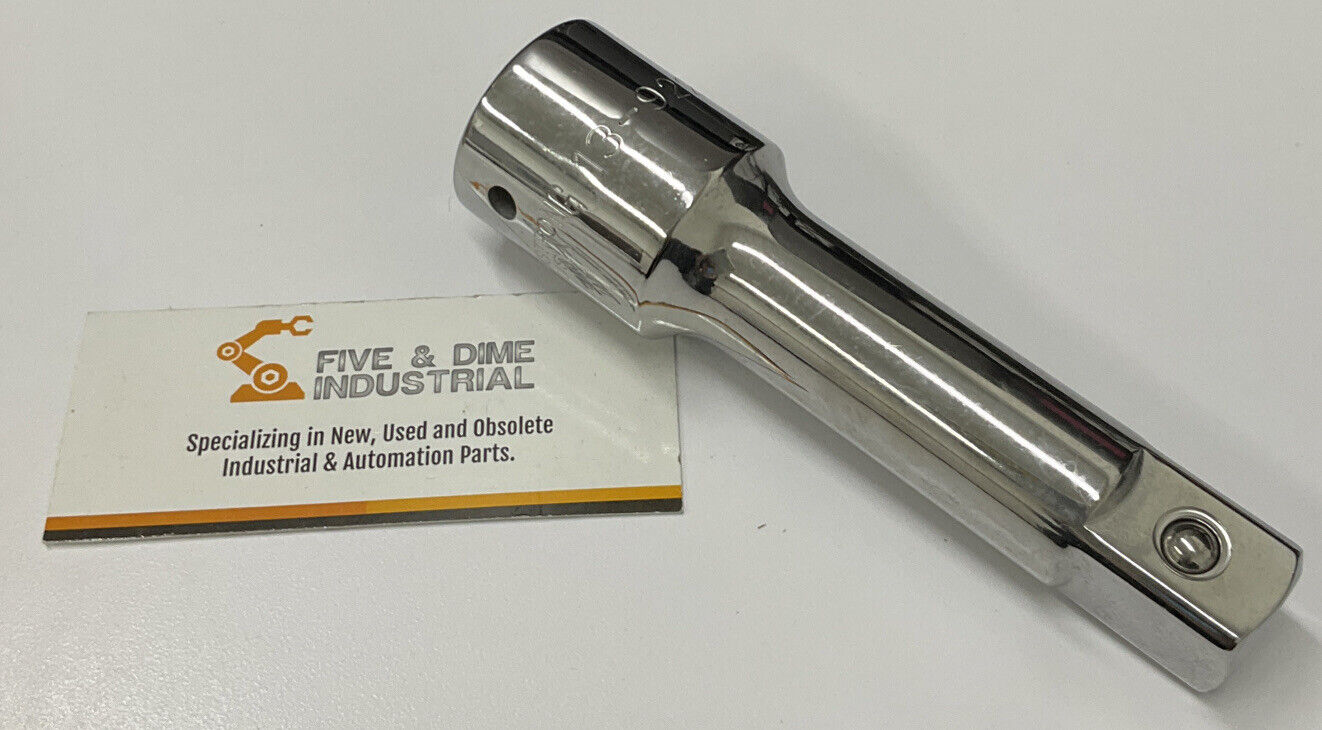 FIVE & DIME
INDUSTRIAL
Specializing in New, Used and Obsolete
Industrial & Automation Parts.